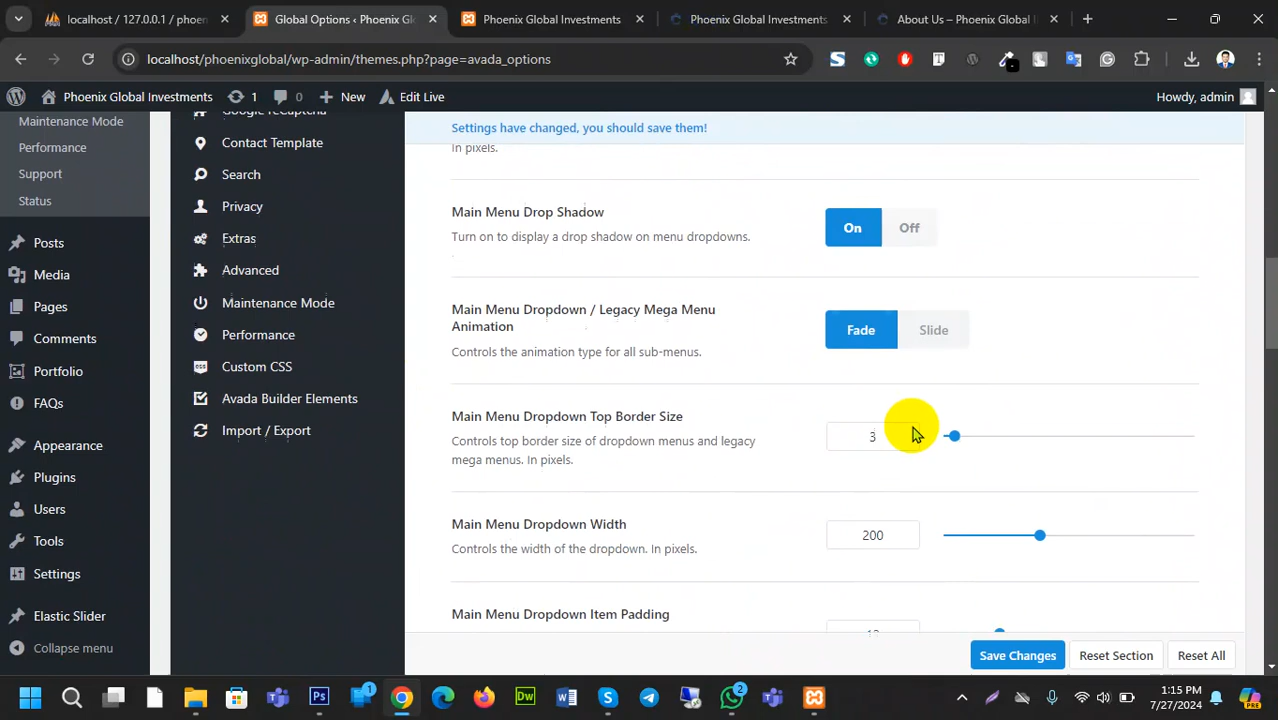 localhost / 127.0.0.1 / phoen
Global Options ‹ Phoenix Gl
Phoenix Global Investments
Phoenix Global Investments
About Us – Phoenix Global I
localhost/phoenixglobal/wp-admin/themes.php?page=avada_options
Phoenix Global Investments
1
0
New
Edit Live
Howdy, admin
Maintenance Mode
Performance
Support
Status
Posts
Media
Pages
Comments
Portfolio
FAQs
Appearance
Plugins
Users
Tools
Settings
Elastic Slider
Collapse menu
Google reCaptcha
Contact Template
Search
Privacy
Extras
Advanced
Maintenance Mode
Performance
Custom CSS
Avada Builder Elements
Import / Export
Settings have changed, you should save them!
In pixels.
Main Menu Drop Shadow
Turn on to display a drop shadow on menu dropdowns.
On
Off
Main Menu Dropdown / Legacy Mega Menu
Animation
Controls the animation type for all sub-menus.
Fade
Slide
Main Menu Dropdown Top Border Size
Controls top border size of dropdown menus and legacy
mega menus. In pixels.
3
Main Menu Dropdown Width
Controls the width of the dropdown. In pixels.
200
Main Menu Dropdown Item Padding
Save Changes
Reset Section
Reset All
1:15 PM
7/27/2024